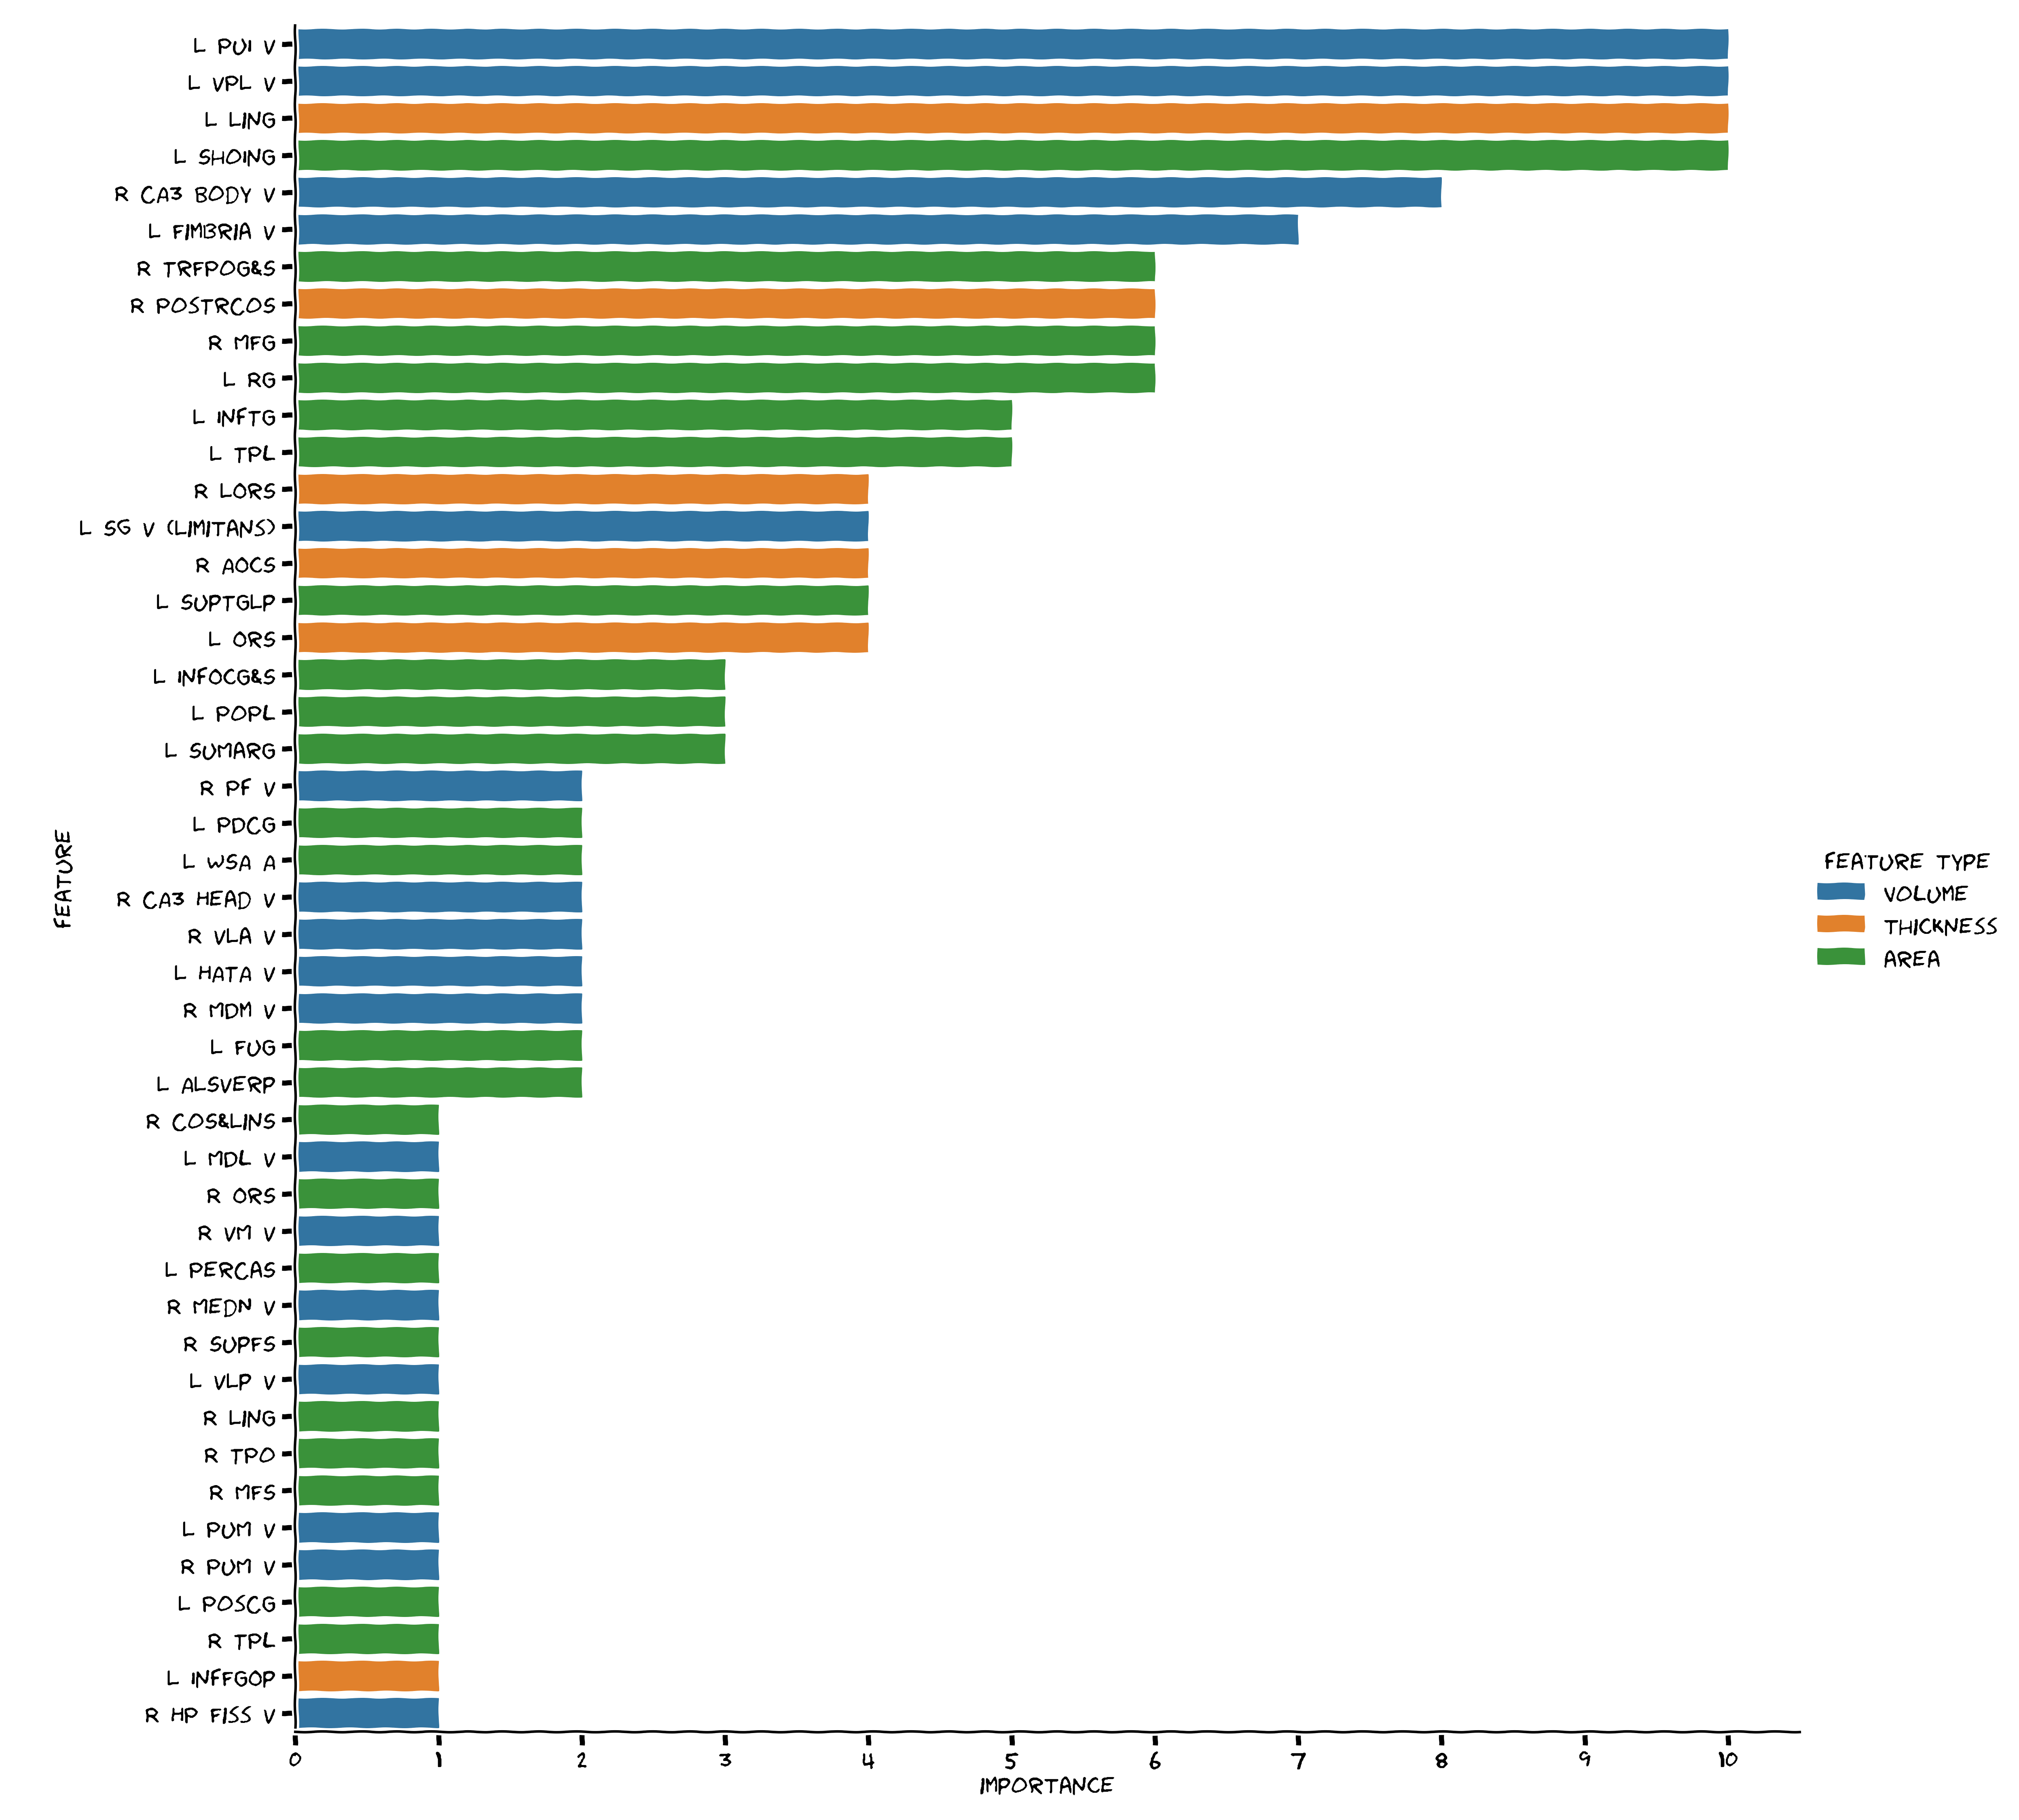 L PUI V
L VPL V
L LING
L SHOING
R CA3 BODY V
L FIMBRIA V
R TRFPOG&S
R POSTRCOS
R MFG
L RG
L INFTG
L TPL
R LORS
L SG V (LIMITANS)
R AOCS
L SUPTGLP
L ORS
L INFOCG&S
L POPL
L SUMARG
R PF V
L PDCG
L WSA A
R CA3 HEAD V
R VLA V
L HATA V
R MDM V
L FUG
L ALSVERP
R COS&LINS
L MDL V
R ORS
R VM V
L PERCAS
R MEDN V
R SUPFS
L VLP V
R LING
R TPO
R MFS
L PUM V
R PUM V
L POSCG
R TPL
L INFFGOP
R HP FISS V
FEATURE
0 1 2 3 4 5 6 7 8 9 10
IMPORTANCE
FEATURE TYPE
VOLUME
THICKNESS
AREA